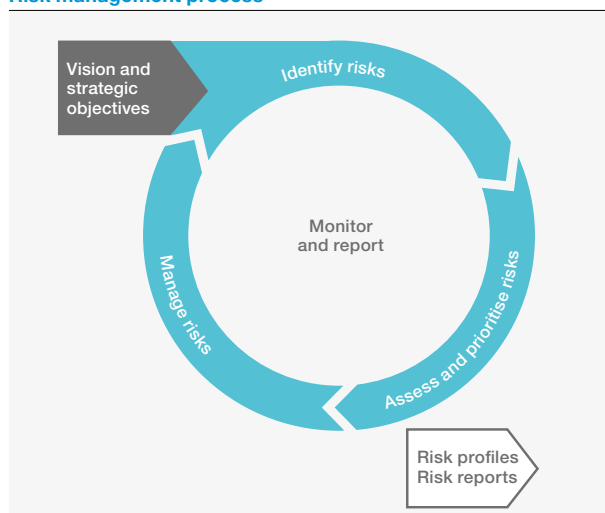 Risk management process
Vision and
strategic
objectives
Identify risks
Monitor
and report
Manage risks
Assess and prioritise risks
Risk profiles
Risk reports